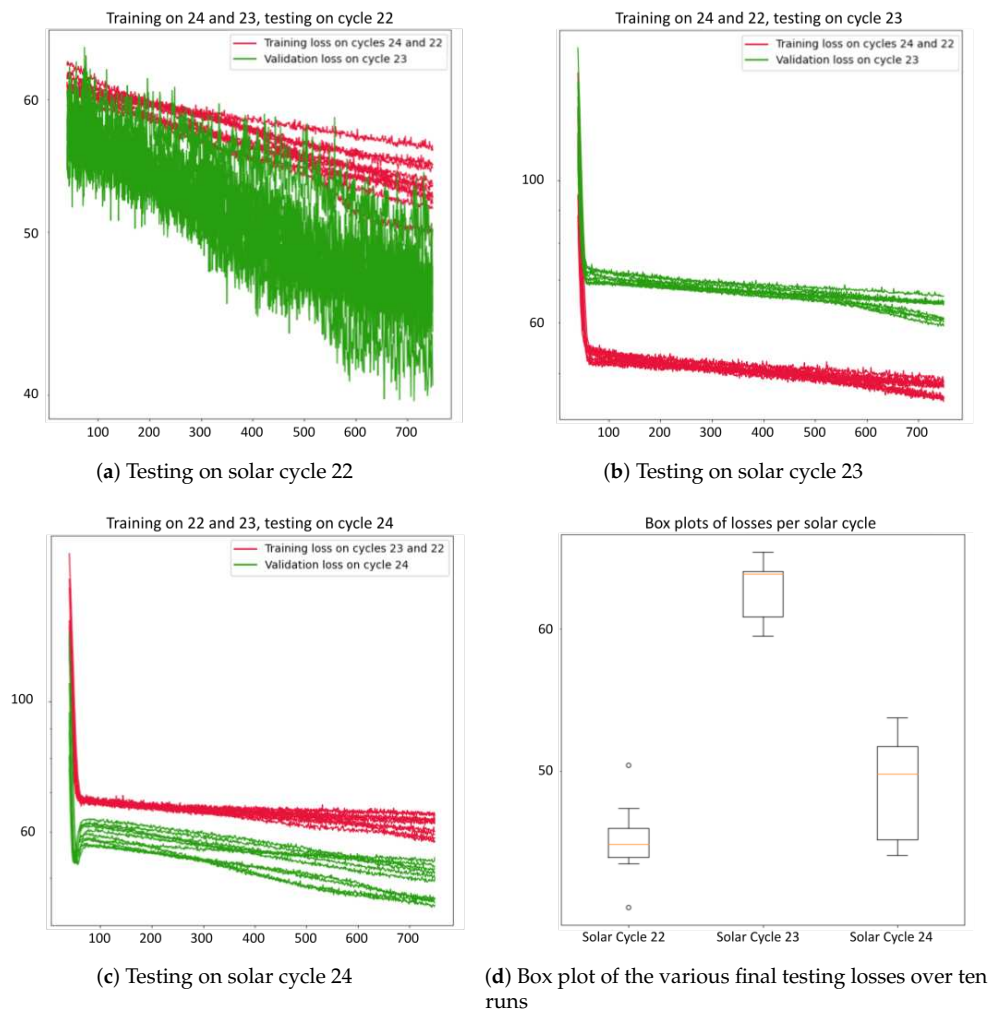 Training on 24 and 23, testing on cycle 22
Training loss on cycles 24 and 22
Validation loss on cycle 23
60
50
40
100 200 300 400 500 600 700
(a) Testing on solar cycle 22
Training on 24 and 22, testing on cycle 23
Training loss on cycles 24 and 22
Validation loss on cycle 23
100
60
100 200 300 400 500 600 700
(b) Testing on solar cycle 23
Training on 22 and 23, testing on cycle 24
Training loss on cycles 23 and 22
Validation loss on cycle 24
100
60
100 200 300 400 500 600 700
(c) Testing on solar cycle 24
Box plots of losses per solar cycle
60
50
Solar Cycle 22 Solar Cycle 23 Solar Cycle 24
(d) Box plot of the various final testing losses over ten
runs